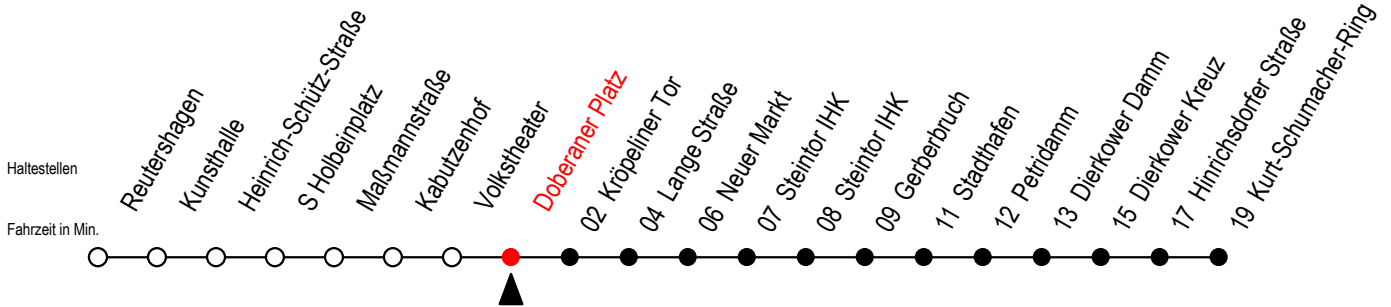 Haltestellen
Fahrzeit in Min.
Reutershagen
Kunsthalle
Heinrich-Schütz-Straße
S Holbeinplatz
Maßmannstraße
Kabutzenhof
Volkstheater
Doberaner Platz
02 Kröpeliner Tor
04 Lange Straße
06 Neuer Markt
07 Steintor IHK
08 Steintor IHK
09 Gerberbruch
11 Stadthafen
12 Petridamm
13 Dierkower Damm
15 Dierkower Kreuz
17 Hinrichsdorfer Straße
19 Kurt-Schumacher-Ring